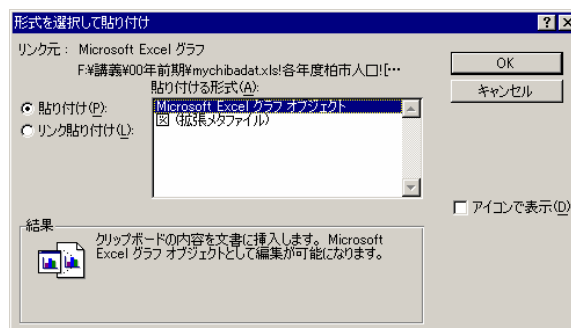 形式を選択して貼り付け
リンク元： Microsoft Excel グラフ
F:¥講義¥00年前期¥mychibadat.xls!各年度柏市人口![…
貼り付ける形式(A):
貼り付け(P):
リンク貼り付け(L):
Microsoft Excel グラフ オブジェクト
図 (拡張メタファイル)
OK
キャンセル
アイコンで表示(D)
結果
クリップボードの内容を文書に挿入します。Microsoft
Excel グラフ オブジェクトとして編集が可能になります。